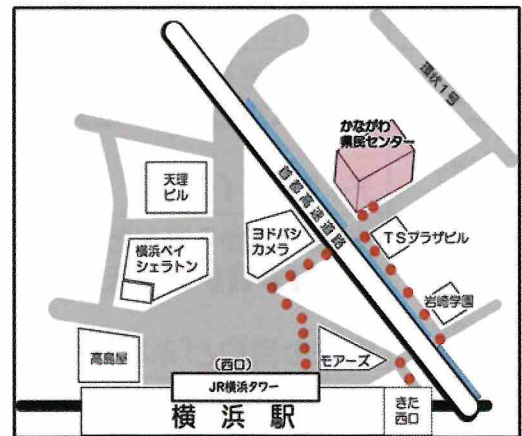 環状1号
かながわ
県民センター
首都高速道路
天理
ビル
ヨドバシ
カメラ
TSプラザビル
横浜ベイ
シェラトン
岩崎学園
高島屋
(西口)
モアーズ
JR横浜タワー
横浜駅
きた
西口